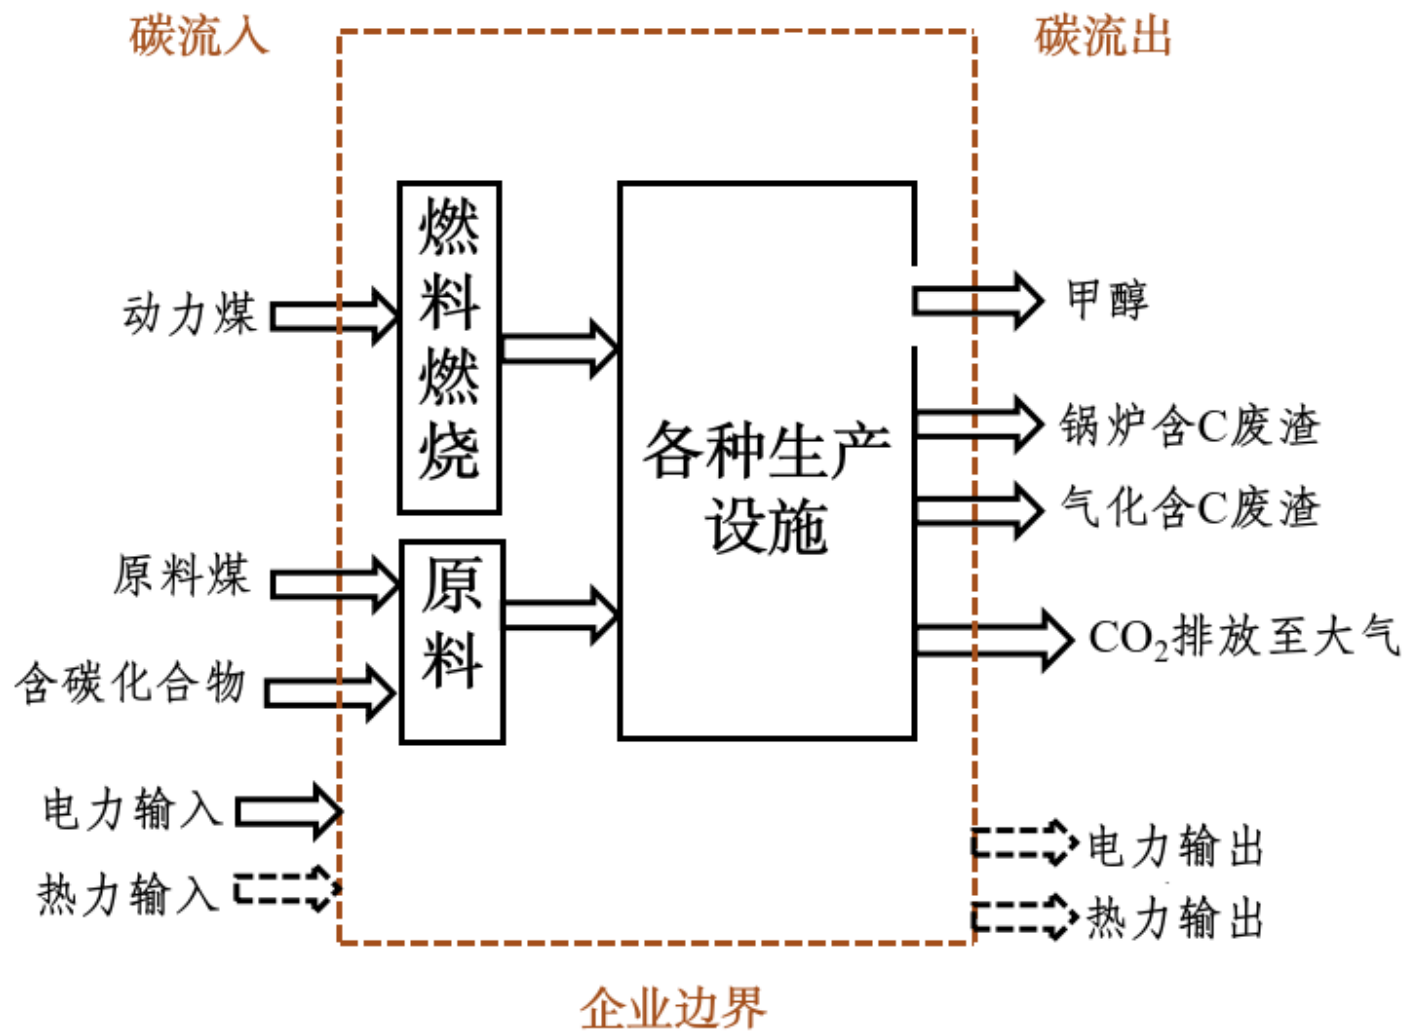 碳流入
碳流出
动力煤
燃料燃烧
甲醇
锅炉含C废渣
各种生产
设施
气化含C废渣
原料煤
原料
含碳化合物
CO₂排放至大气
电力输入
热力输入
电力输出
热力输出
企业边界